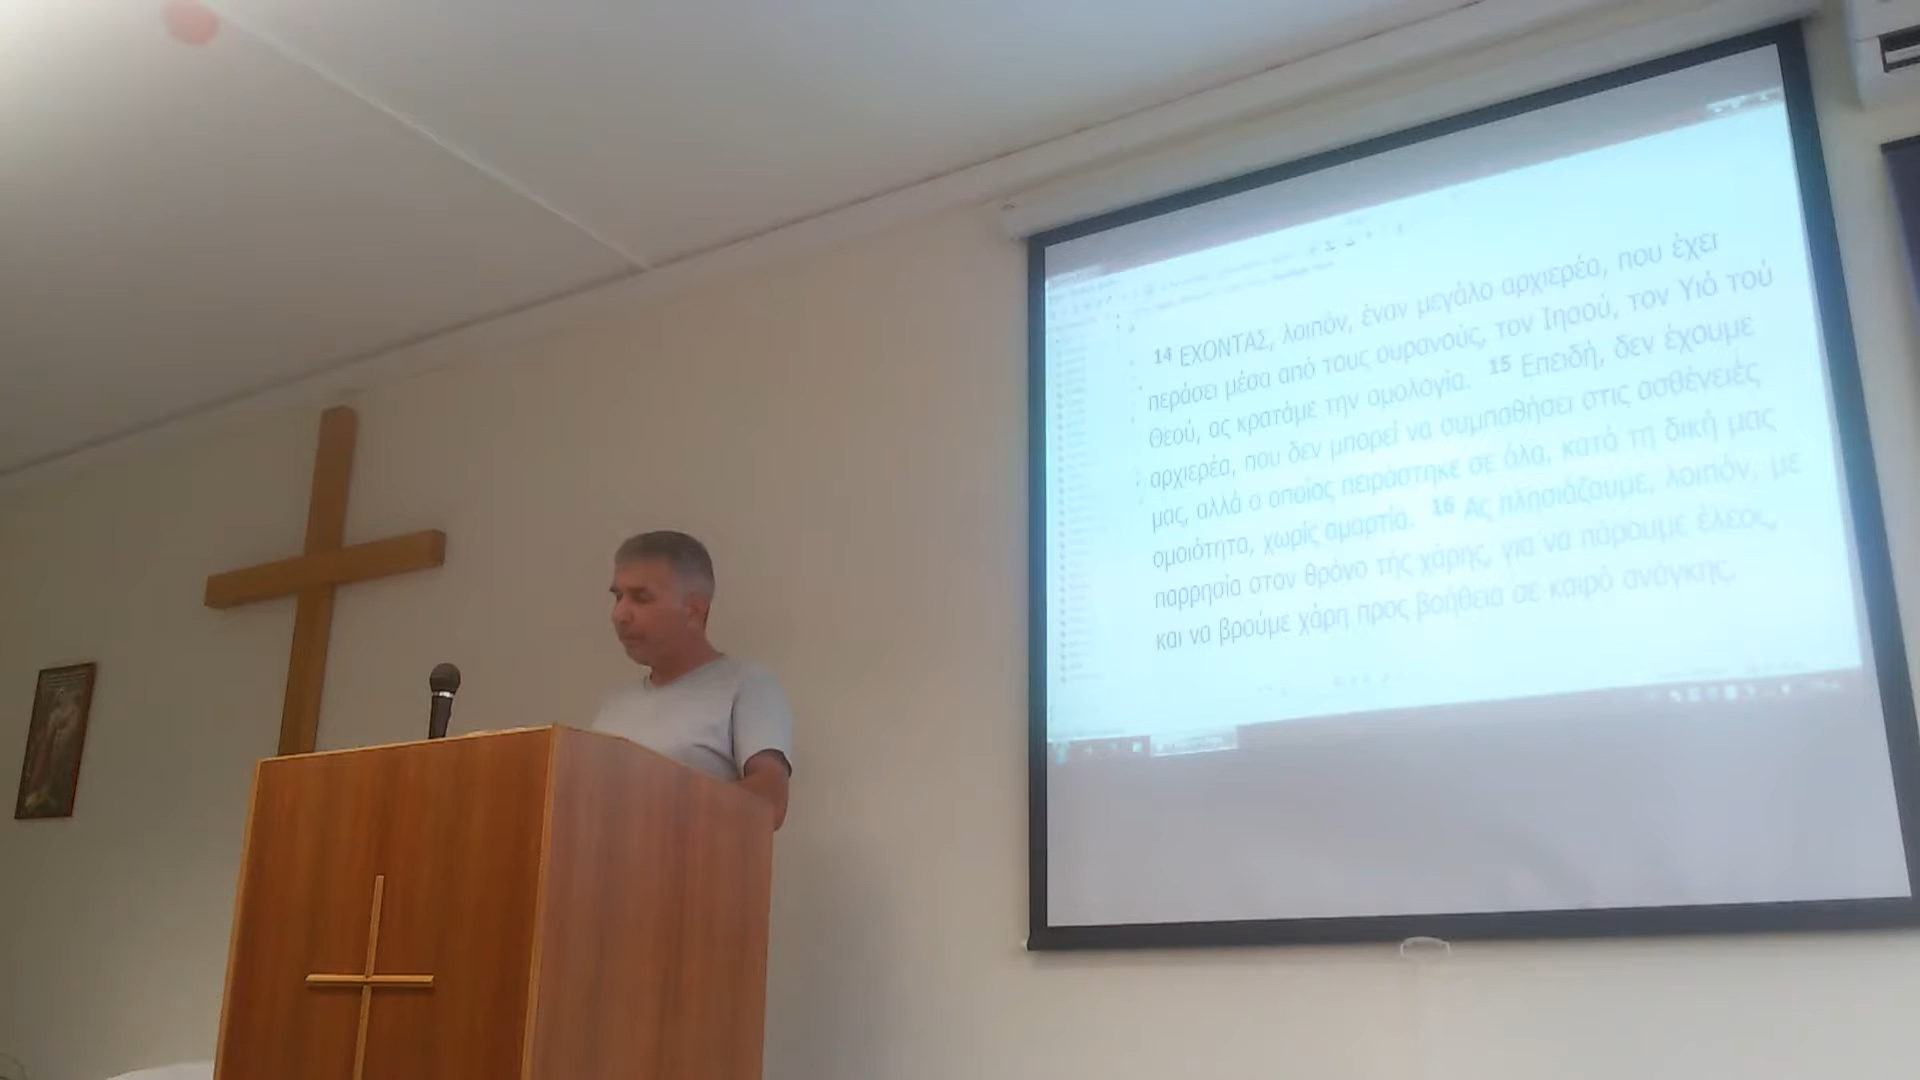 14 ΕΧΟΝΤΑΣ, λοιπόν, έναν μεγάλο αρχιερέα, που έχει
περάσει μέσα από τους ουρανούς, τον Ιησού, τον Υιό τού
Θεού, ας κρατάμε την ομολογία. 15 Επειδή, δεν έχουμε
αρχιερέα, που δεν μπορεί να συμπαθήσει στις ασθένειές
μας, αλλά ο οποίος πειράστηκε σε όλα, κατά τη δική μας
ομοιότητα, χωρίς αμαρτία. 16 Ας πλησιάζουμε, λοιπόν, με
παρρησία στον θρόνο τής χάρης, για να πάρουμε έλεος,
και να βρούμε χάρη προς βοήθεια σε καιρό ανάγκης.